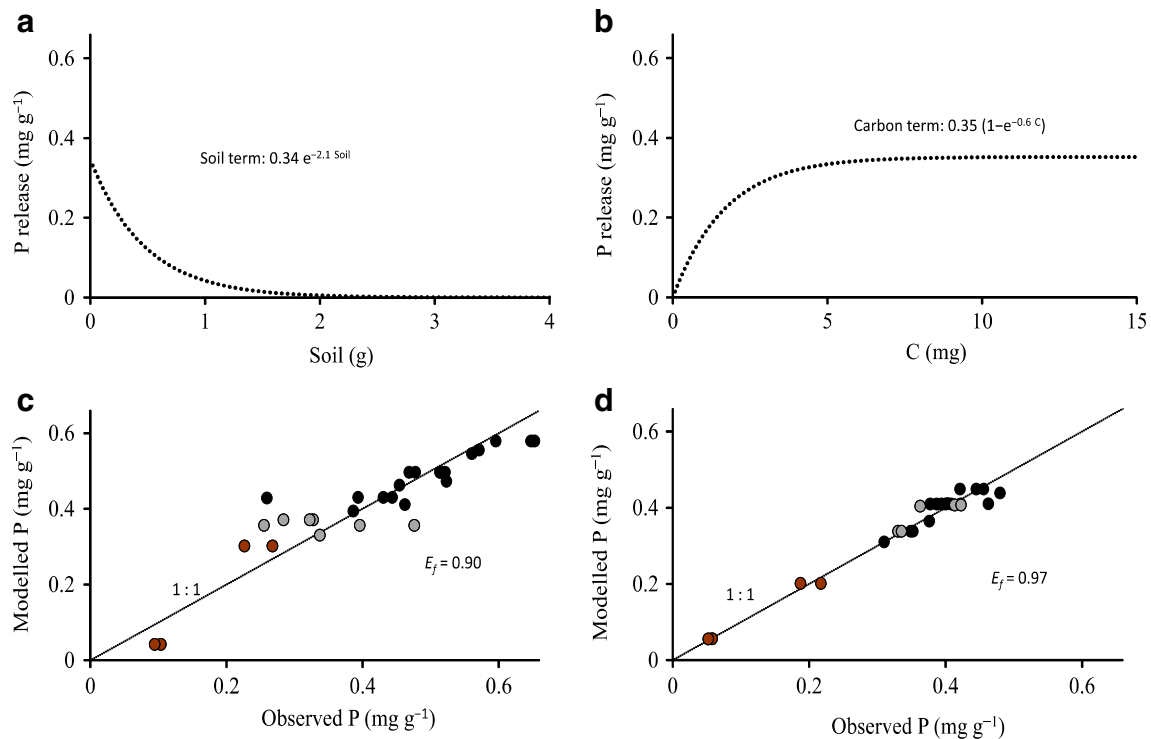 a
P release (mg g⁻¹)
0.6
0.4
0.2
0
Soil term: 0.34 e⁻²·¹ ˢᵒⁱˡ
0 1 2 3 4
Soil (g)
b
P release (mg g⁻¹)
0.6
0.4
0.2
0
Carbon term: 0.35 (1−e⁻⁰·⁶ ᶜ)
0 5 10 15
C (mg)
c
Modelled P (mg g⁻¹)
0.6
0.4
0.2
0
1 : 1
E_f = 0.90
0 0.2 0.4 0.6
Observed P (mg g⁻¹)
d
Modelled P (mg g⁻¹)
0.6
0.4
0.2
0
1 : 1
E_f = 0.97
0 0.2 0.4 0.6
Observed P (mg g⁻¹)